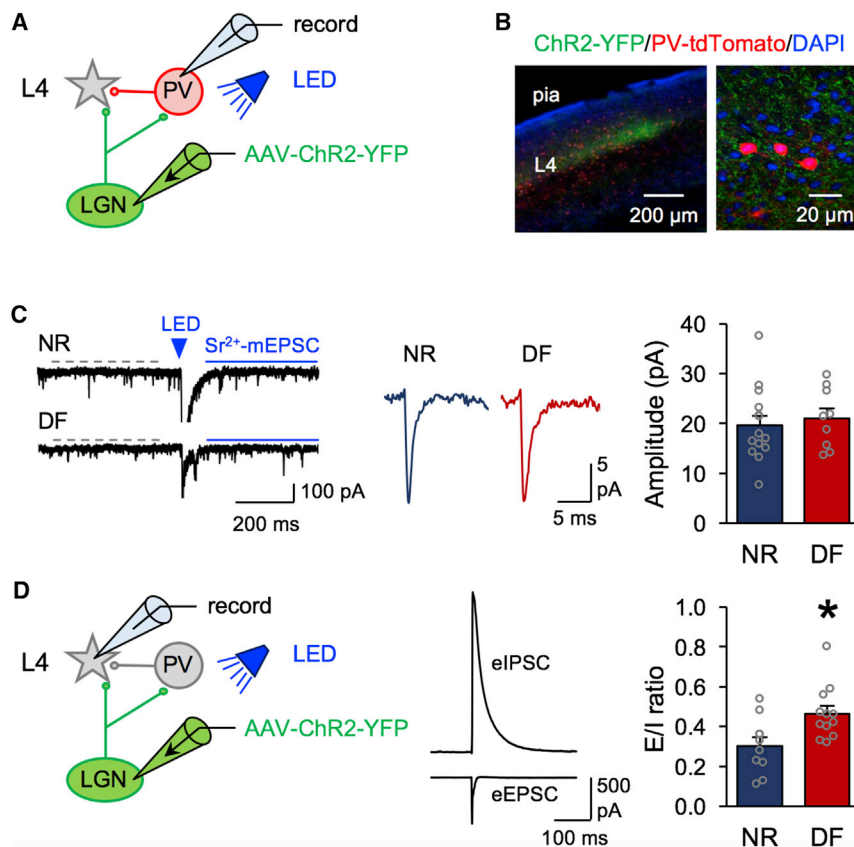 A
record
L4
PV
LED
AAV-ChR2-YFP
LGN
B
ChR2-YFP/PV-tdTomato/DAPI
pia
L4
200 µm
20 µm
C
LED
NR
Sr²⁺-mEPSC
DF
100 pA
200 ms
NR
DF
5
pA
5 ms
Amplitude (pA)
40
30
20
10
0
NR
DF
D
record
L4
PV
LED
AAV-ChR2-YFP
LGN
eIPSC
eEPSC
500
pA
100 ms
E/I ratio
1.0
0.8
0.6
0.4
0.2
0.0
*
NR
DF